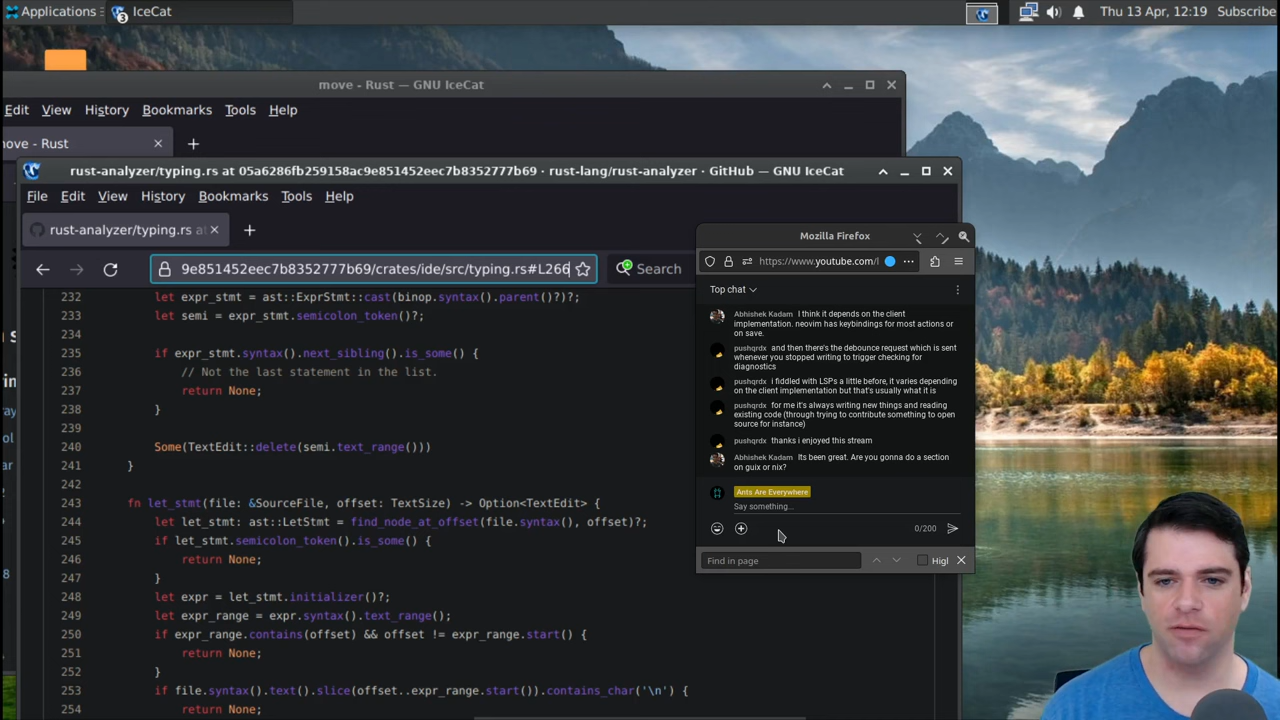 Applications
3
IceCat
Thu 13 Apr, 12:19
Subscribe
move - Rust — GNU IceCat
Edit View History Bookmarks Tools Help
move - Rust
rust-analyzer/typing.rs at 05a6286fb259158ac9e851452eec7b8352777b69 · rust-lang/rust-analyzer · GitHub — GNU IceCat
File Edit View History Bookmarks Tools Help
rust-analyzer/typing.rs at
9e851452eec7b8352777b69/crates/ide/src/typing.rs#L266
Search
232 let expr_stmt = ast::ExprStmt::cast(binop.syntax().parent()?)?;
233 let semi = expr_stmt.semicolon_token()?;
234
235 if expr_stmt.syntax().next_sibling().is_some() {
236 // Not the last statement in the list.
237 return None;
238 }
239
240 Some(TextEdit::delete(semi.text_range()))
241 }
242
243 fn let_stmt(file: &SourceFile, offset: TextSize) -> Option<TextEdit> {
244 let let_stmt: ast::LetStmt = find_node_at_offset(file.syntax(), offset)?;
245 if let_stmt.semicolon_token().is_some() {
246 return None;
247 }
248 let expr = let_stmt.initializer()?;
249 let expr_range = expr.syntax().text_range();
250 if expr_range.contains(offset) && offset != expr_range.start() {
251 return None;
252 }
253 if file.syntax().text().slice(offset..expr_range.start()).contains_char('\n') {
254 return None;
Mozilla Firefox
https://www.youtube.com/l
Top chat
Abhishek Kadam I think it depends on the client
implementation. neovim has keybindings for most actions or
on save.
pushqrdx and then there's the debounce request which is sent
whenever you stopped writing to trigger checking for
diagnostics
pushqrdx i fiddled with LSPs a little before, it varies depending
on the client implementation but that's usually what it is
pushqrdx for me it's always writing new things and reading
existing code (through trying to contribute something to open
source for instance)
pushqrdx thanks i enjoyed this stream
Abhishek Kadam Its been great. Are you gonna do a section
on guix or nix?
Ants Are Everywhere
Say something...
0/200
Find in page
Higl